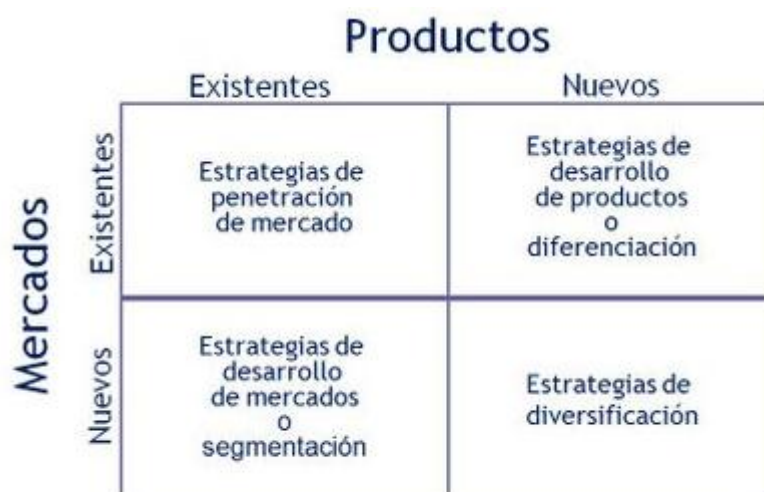 Productos
Existentes
Nuevos
Mercados
Existentes
Estrategias de
penetración
de mercado
Estrategias de
desarrollo
de productos
o
diferenciación
Nuevos
Estrategias de
desarrollo
de mercados
o
segmentación
Estrategias de
diversificación